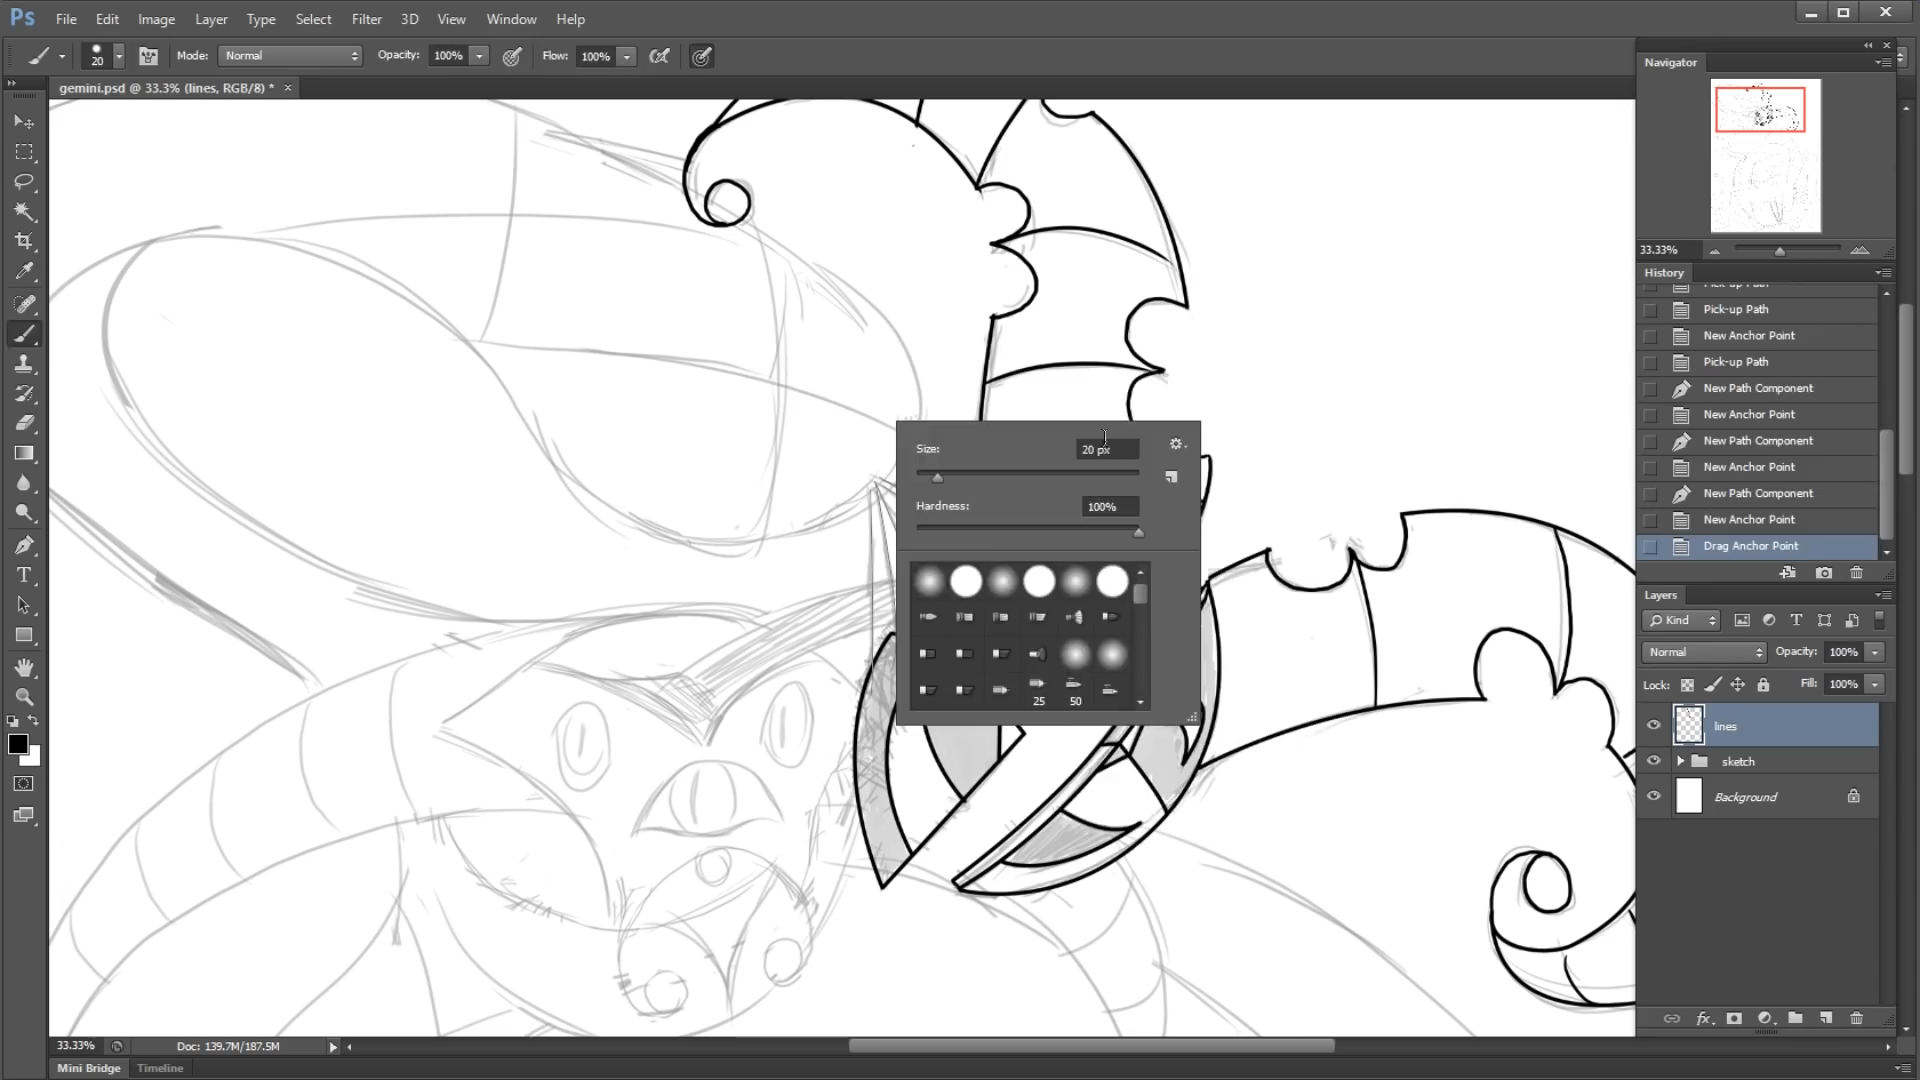 Ps File Edit Image Layer Type Select Filter 3D View Window Help
20 Mode: Normal Opacity: 100% Flow: 100%
gemini.psd @ 33.3% (lines, RGB/8) * ×
Navigator
33.33%
History
Pick-up Path
Pick-up Path
New Anchor Point
Pick-up Path
New Path Component
New Anchor Point
New Path Component
New Anchor Point
New Path Component
New Anchor Point
Drag Anchor Point
Size: 20 px
Hardness: 100%
25 50
Layers
Kind
Normal Opacity: 100%
Lock: Fill: 100%
lines
sketch
Background
fx
33.33% Doc: 139.7M/187.5M
Mini Bridge Timeline